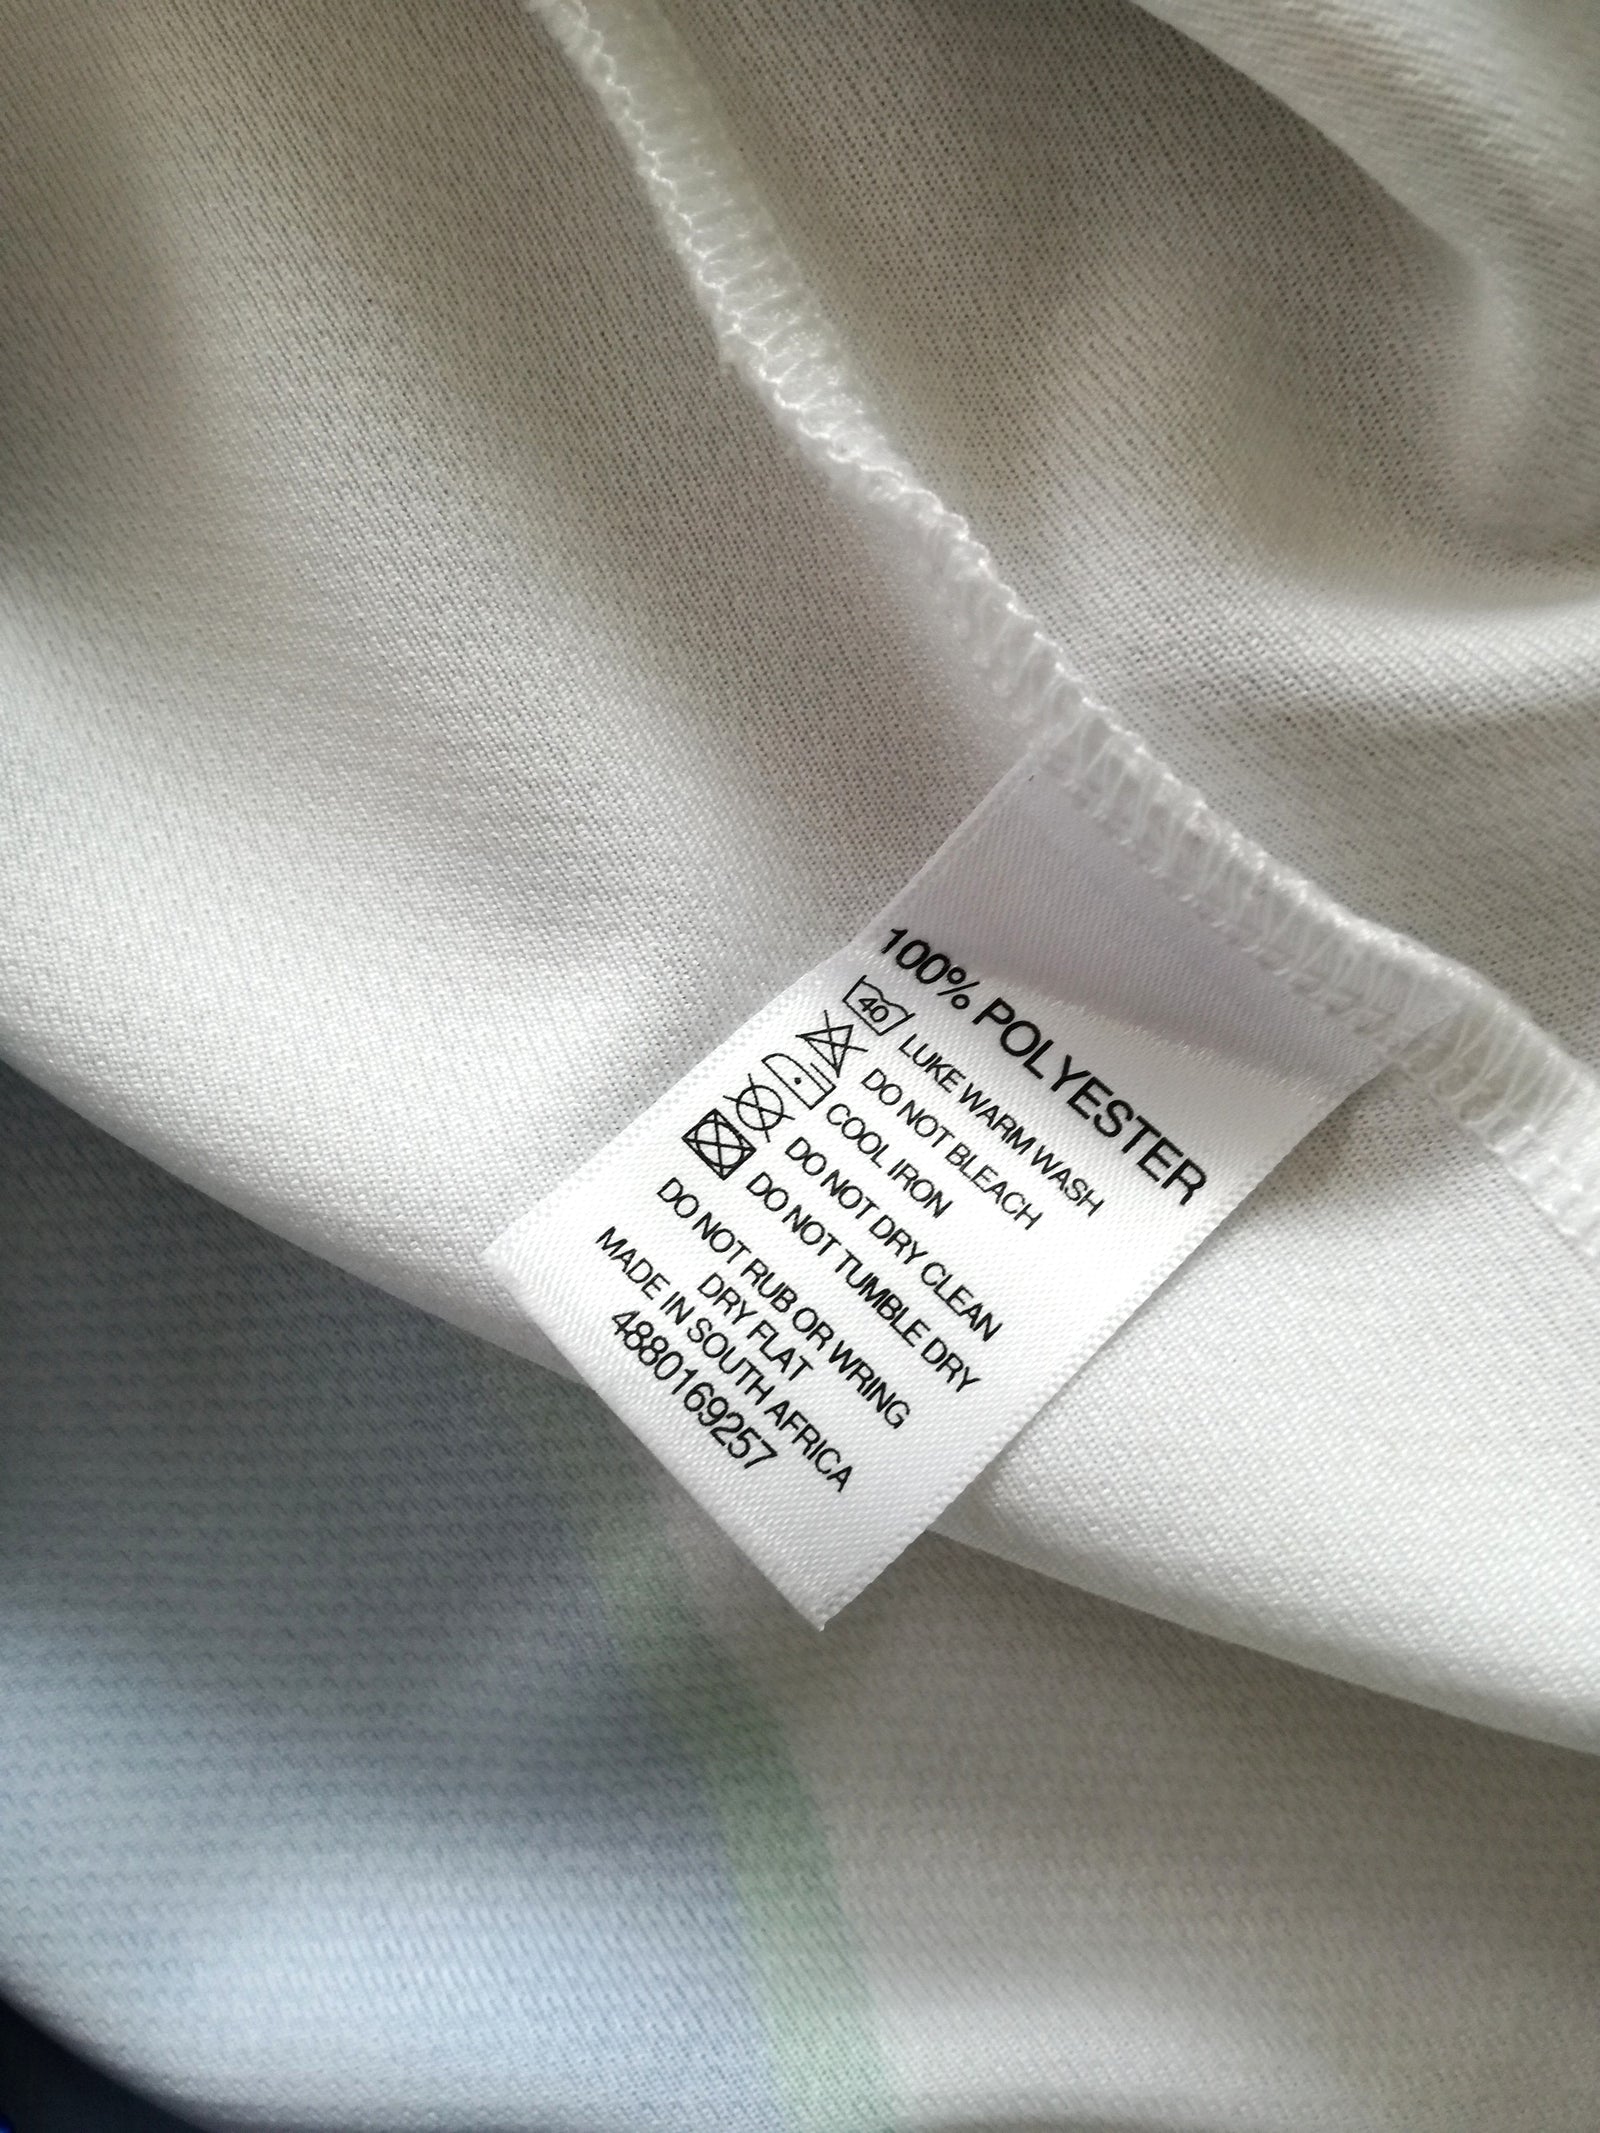 100% POLYESTER
40 LUKE WARM WASH
DO NOT BLEACH
COOL IRON
DO NOT DRY CLEAN
DO NOT TUMBLE DRY
DO NOT RUB OR WRING
DRY FLAT
MADE IN SOUTH AFRICA
4880169257